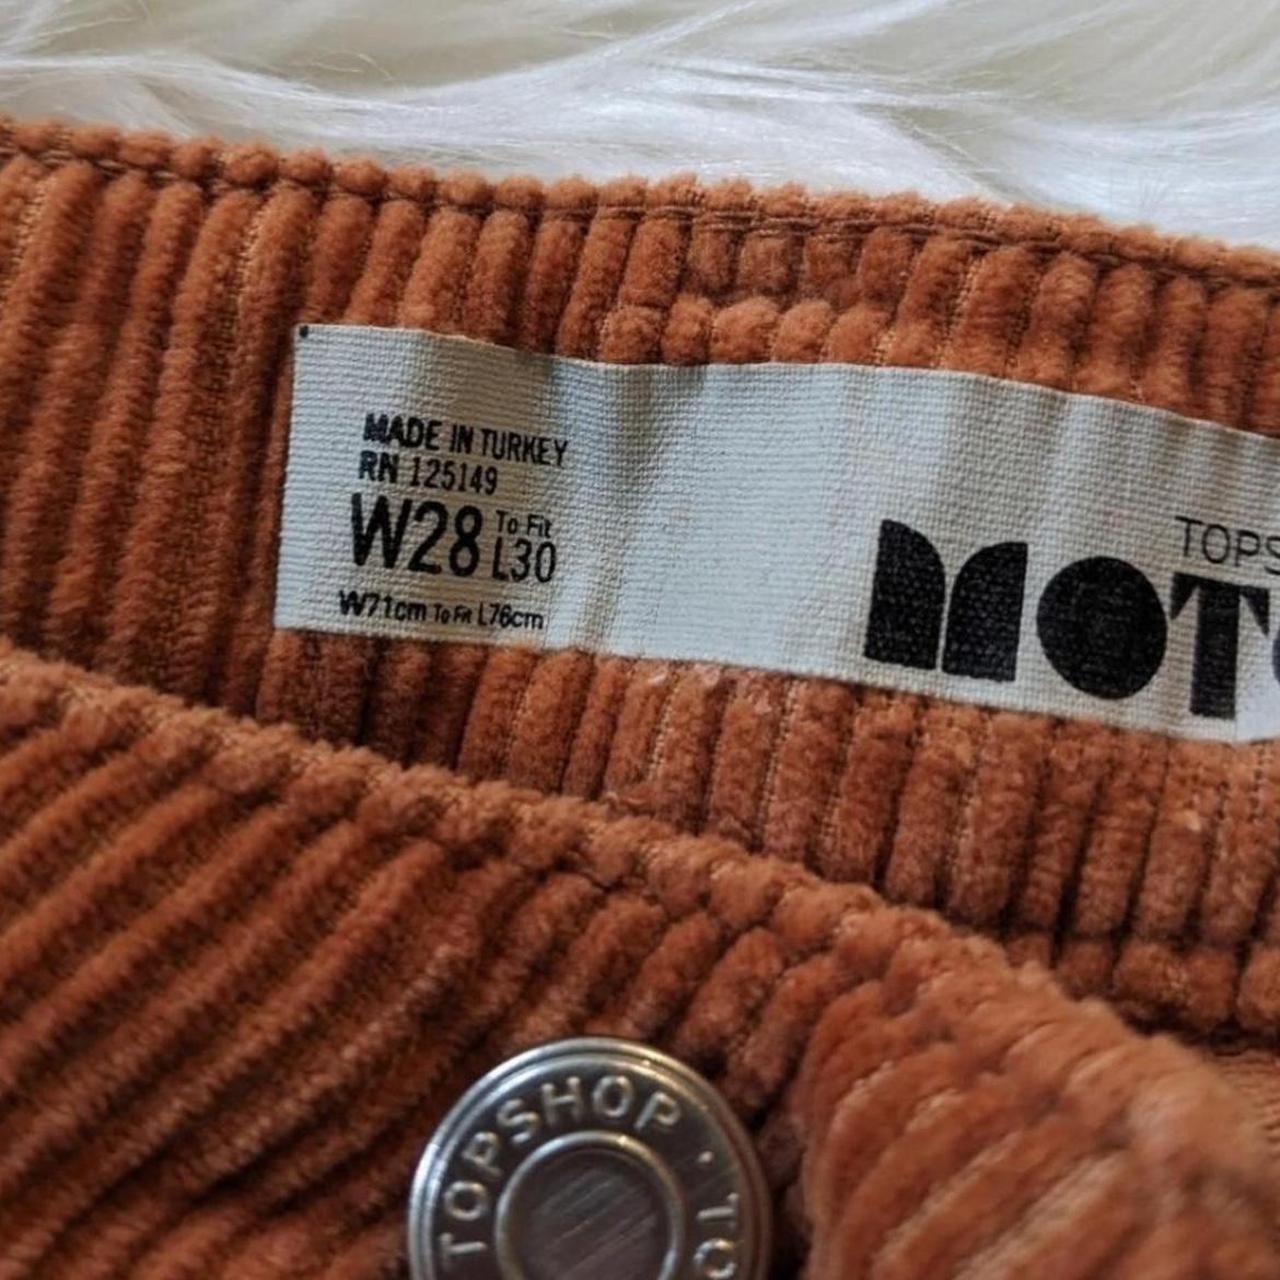 MADE IN TURKEY
RN 125149
W28 To Fit L30
W71cm To Fit L76cm
TOPS
MOT
TOPSHOP · TO